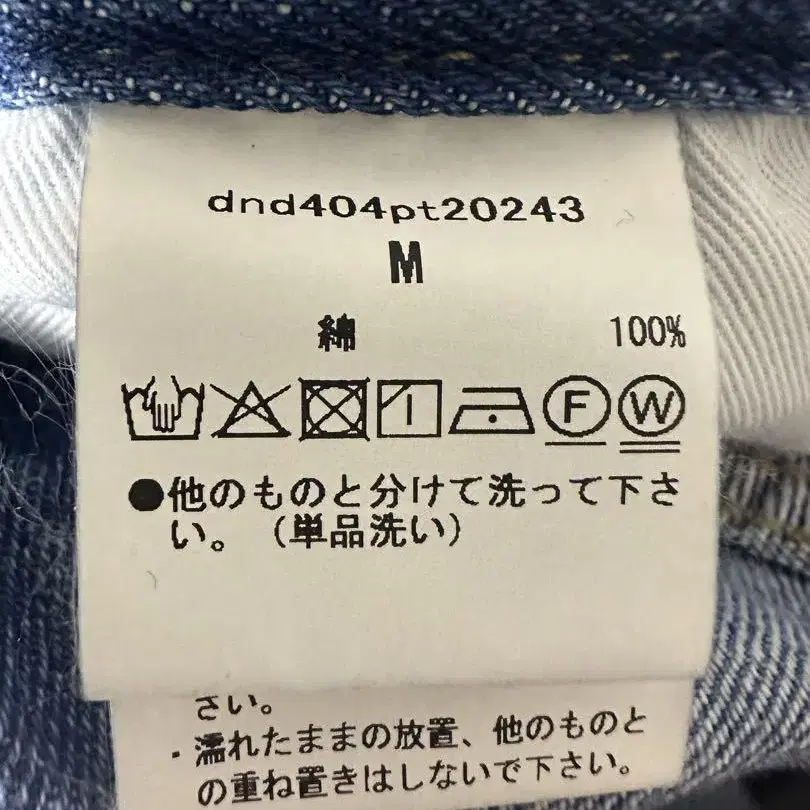 dnd404pt20243
M
綿 100%
F W
●他のものと分けて洗って下さ
い。（単品洗い）
さい。
・濡れたままの放置、他のものと
の重ね置きはしないで下さい。